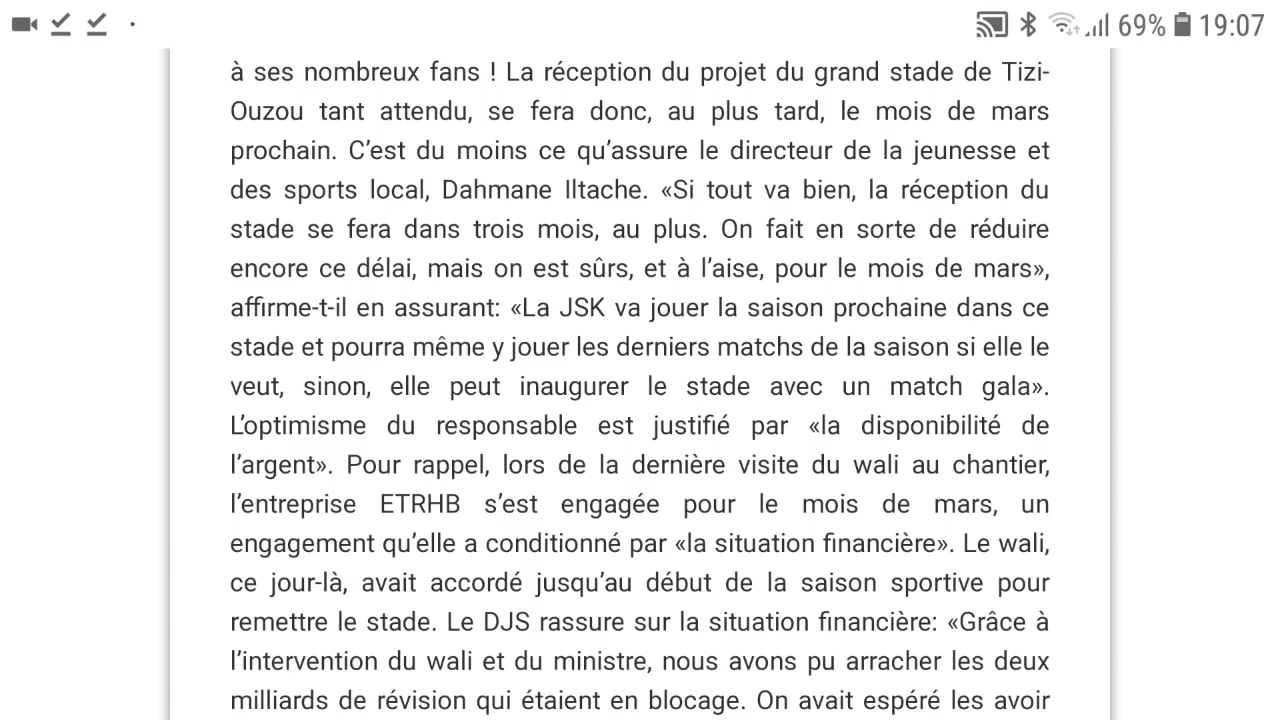 69% 19:07
à ses nombreux fans ! La réception du projet du grand stade de Tizi-
Ouzou tant attendu, se fera donc, au plus tard, le mois de mars
prochain. C’est du moins ce qu’assure le directeur de la jeunesse et
des sports local, Dahmane Iltache. «Si tout va bien, la réception du
stade se fera dans trois mois, au plus. On fait en sorte de réduire
encore ce délai, mais on est sûrs, et à l’aise, pour le mois de mars»,
affirme-t-il en assurant: «La JSK va jouer la saison prochaine dans ce
stade et pourra même y jouer les derniers matchs de la saison si elle le
veut, sinon, elle peut inaugurer le stade avec un match gala».
L’optimisme du responsable est justifié par «la disponibilité de
l’argent». Pour rappel, lors de la dernière visite du wali au chantier,
l’entreprise ETRHB s’est engagée pour le mois de mars, un
engagement qu’elle a conditionné par «la situation financière». Le wali,
ce jour-là, avait accordé jusqu’au début de la saison sportive pour
remettre le stade. Le DJS rassure sur la situation financière: «Grâce à
l’intervention du wali et du ministre, nous avons pu arracher les deux
milliards de révision qui étaient en blocage. On avait espéré les avoir